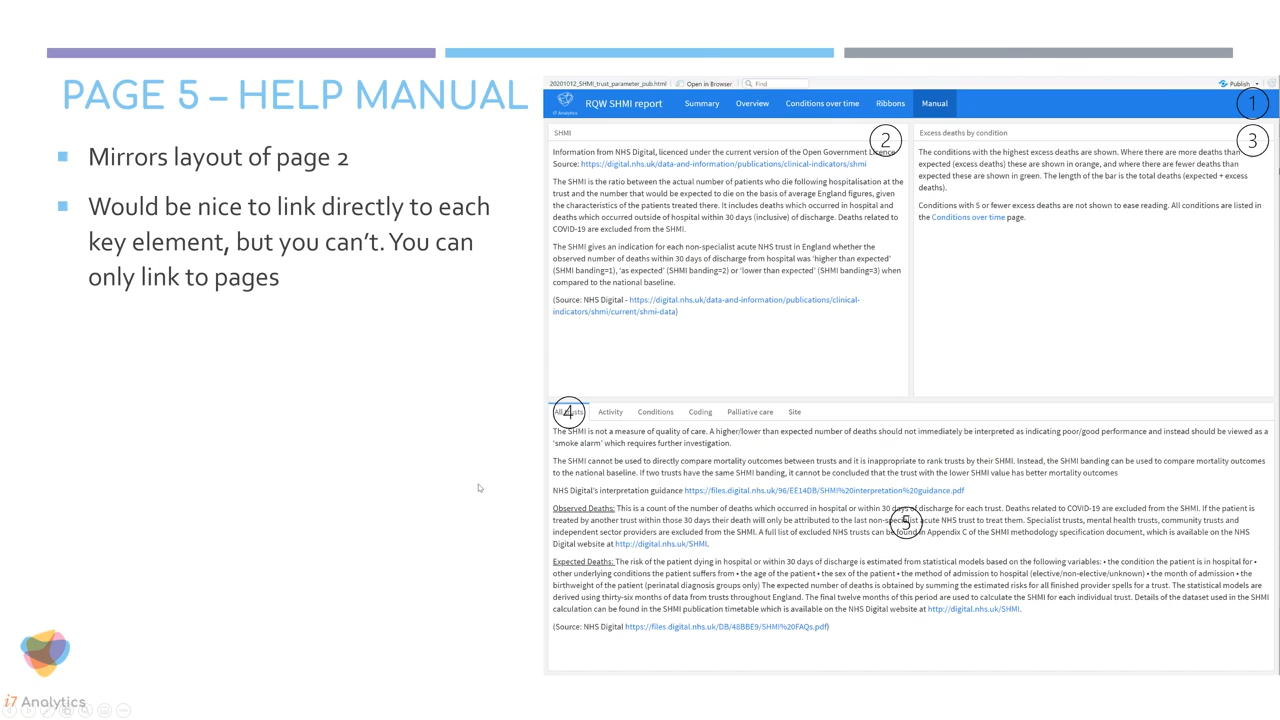 PAGE 5 – HELP MANUAL
Mirrors layout of page 2
Would be nice to link directly to each
key element, but you can't. You can
only link to pages
i7 Analytics
20201012_SHMI_trust_parameter_pub.html
Open in Browser
Find
Publish
i7 Analytics
RQW SHMI report
Summary
Overview
Conditions over time
Ribbons
Manual
1
SHMI
2
Information from NHS Digital, licenced under the current version of the Open Government Licence
Source: https://digital.nhs.uk/data-and-information/publications/clinical-indicators/shmi
The SHMI is the ratio between the actual number of patients who die following hospitalisation at the
trust and the number that would be expected to die on the basis of average England figures, given
the characteristics of the patients treated there. It includes deaths which occurred in hospital and
deaths which occurred outside of hospital within 30 days (inclusive) of discharge. Deaths related to
COVID-19 are excluded from the SHMI.
The SHMI gives an indication for each non-specialist acute NHS trust in England whether the
observed number of deaths within 30 days of discharge from hospital was 'higher than expected'
(SHMI banding=1), 'as expected' (SHMI banding=2) or 'lower than expected' (SHMI banding=3) when
compared to the national baseline.
(Source: NHS Digital - https://digital.nhs.uk/data-and-information/publications/clinical-
indicators/shmi/current/shmi-data)
Excess deaths by condition
3
The conditions with the highest excess deaths are shown. Where there are more deaths than
expected (excess deaths) these are shown in orange, and where there are fewer deaths than
expected these are shown in green. The length of the bar is the total deaths (expected + excess
deaths).
Conditions with 5 or fewer excess deaths are not shown to ease reading. All conditions are listed in
the Conditions over time page.
All trusts
4
Activity
Conditions
Coding
Palliative care
Site
The SHMI is not a measure of quality of care. A higher/lower than expected number of deaths should not immediately be interpreted as indicating poor/good performance and instead should be viewed as a
'smoke alarm' which requires further investigation.
The SHMI cannot be used to directly compare mortality outcomes between trusts and it is inappropriate to rank trusts by their SHMI. Instead, the SHMI banding can be used to compare mortality outcomes
to the national baseline. If two trusts have the same SHMI banding, it cannot be concluded that the trust with the lower SHMI value has better mortality outcomes
NHS Digital's interpretation guidance https://files.digital.nhs.uk/96/EE14DB/SHMI%20interpretation%20guidance.pdf
Observed Deaths: This is a count of the number of deaths which occurred in hospital or within 30 days of discharge for each trust. Deaths related to COVID-19 are excluded from the SHMI. If the patient is
treated by another trust within those 30 days their death will only be attributed to the last non-specialist acute NHS trust to treat them. Specialist trusts, mental health trusts, community trusts and
independent sector providers are excluded from the SHMI. A full list of excluded NHS trusts can be found in Appendix C of the SHMI methodology specification document, which is available on the NHS
Digital website at http://digital.nhs.uk/SHMI.
5
Expected Deaths: The risk of the patient dying in hospital or within 30 days of discharge is estimated from statistical models based on the following variables: • the condition the patient is in hospital for •
other underlying conditions the patient suffers from • the age of the patient • the sex of the patient • the method of admission to hospital (elective/non-elective/unknown) • the month of admission • the
birthweight of the patient (perinatal diagnosis groups only) The expected number of deaths is obtained by summing the estimated risks for all finished provider spells for a trust. The statistical models are
derived using thirty-six months of data from trusts throughout England. The final twelve months of this period are used to calculate the SHMI for each individual trust. Details of the dataset used in the SHMI
calculation can be found in the SHMI publication timetable which is available on the NHS Digital website at http://digital.nhs.uk/SHMI.
(Source: NHS Digital https://files.digital.nhs.uk/DB/48BBE9/SHMI%20FAQs.pdf)